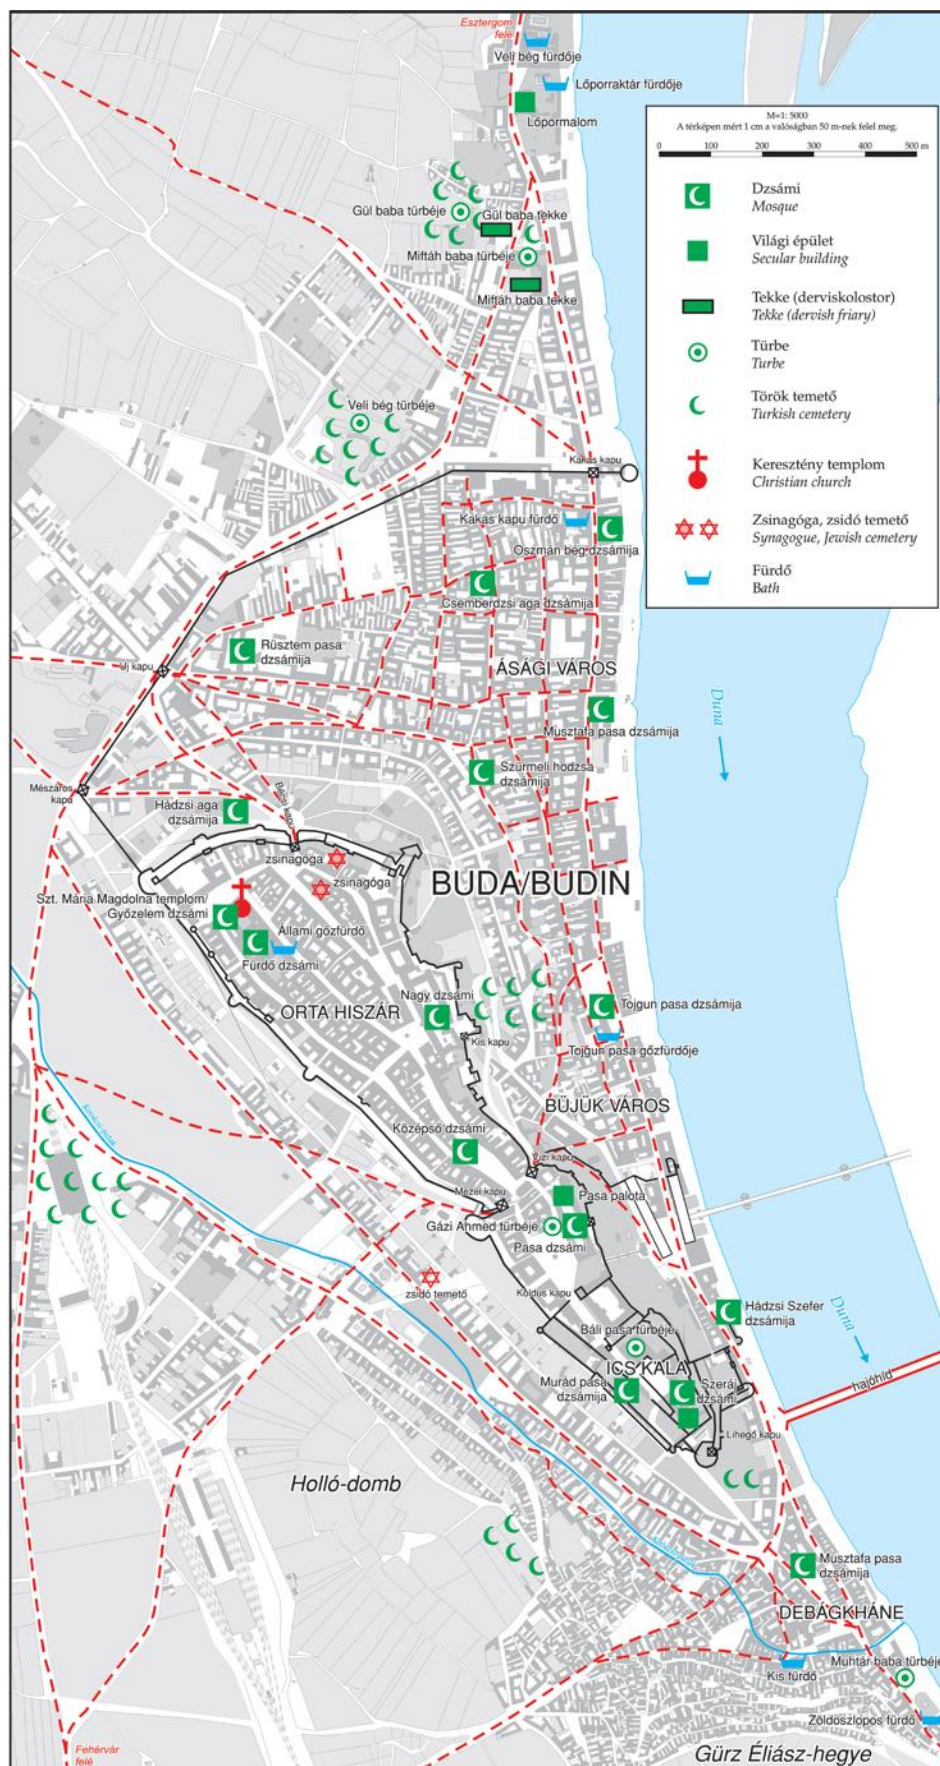 Esztergom
felé
Veli bég fürdője
Lőporraktár fürdője
Lőpormalom
M=1: 5000
A térképen mért 1 cm a valóságban 50 m-nek felel meg.
0 100 200 300 400 500 m
Dzsámi
Mosque
Világi épület
Secular building
Tekke (derviskolostor)
Tekke (dervish friary)
Türbe
Turbe
Török temető
Turkish cemetery
Keresztény templom
Christian church
Zsinagóga, zsidó temető
Synagogue, Jewish cemetery
Fürdő
Bath
Gül baba türbéje
Gül baba tekke
Miftáh baba türbéje
Miftáh baba tekke
Veli bég türbéje
Kakas kapu
Kakas kapu fürdő
Oszmán bég dzsámija
Csemberdzsi aga dzsámija
Rüsztem pasa
dzsámija
Új kapu
ÁSÁGI VÁROS
Duna
Musztafa pasa dzsámija
Szürmeli hodzsa
dzsámija
Mészáros
kapu
Hádzsi aga
dzsámija
Bécsi kapu
zsinagóga
zsinagóga
BUDA/BUDIN
Szt. Mária Magdolna templom/
Győzelem dzsámi
Állami gőzfürdő
Fürdő dzsámi
Nagy dzsámi
ORTA HISZÁR
Kis kapu
Tojgun pasa dzsámija
Tojgun pasa gőzfürdője
BÜJÜK VÁROS
Középső dzsámi
Vízi kapu
Mezei kapu
Pasa palota
Gázi Ahmed türbéje
Pasa dzsámi
zsidó temető
Koldus kapu
Hádzsi Szefer
dzsámija
Duna
Báli pasa türbéje
ICS KALA
Murád pasa
dzsámija
Szeráj
dzsámi
hajóhíd
Lihegő kapu
Holló-domb
Musztafa pasa
dzsámija
DEBÁGKHÁNE
Muhtár baba türbéje
Kis fürdő
Zöldoszlopos fürdő
Fehérvár
felé
Gürz Éliász-hegye